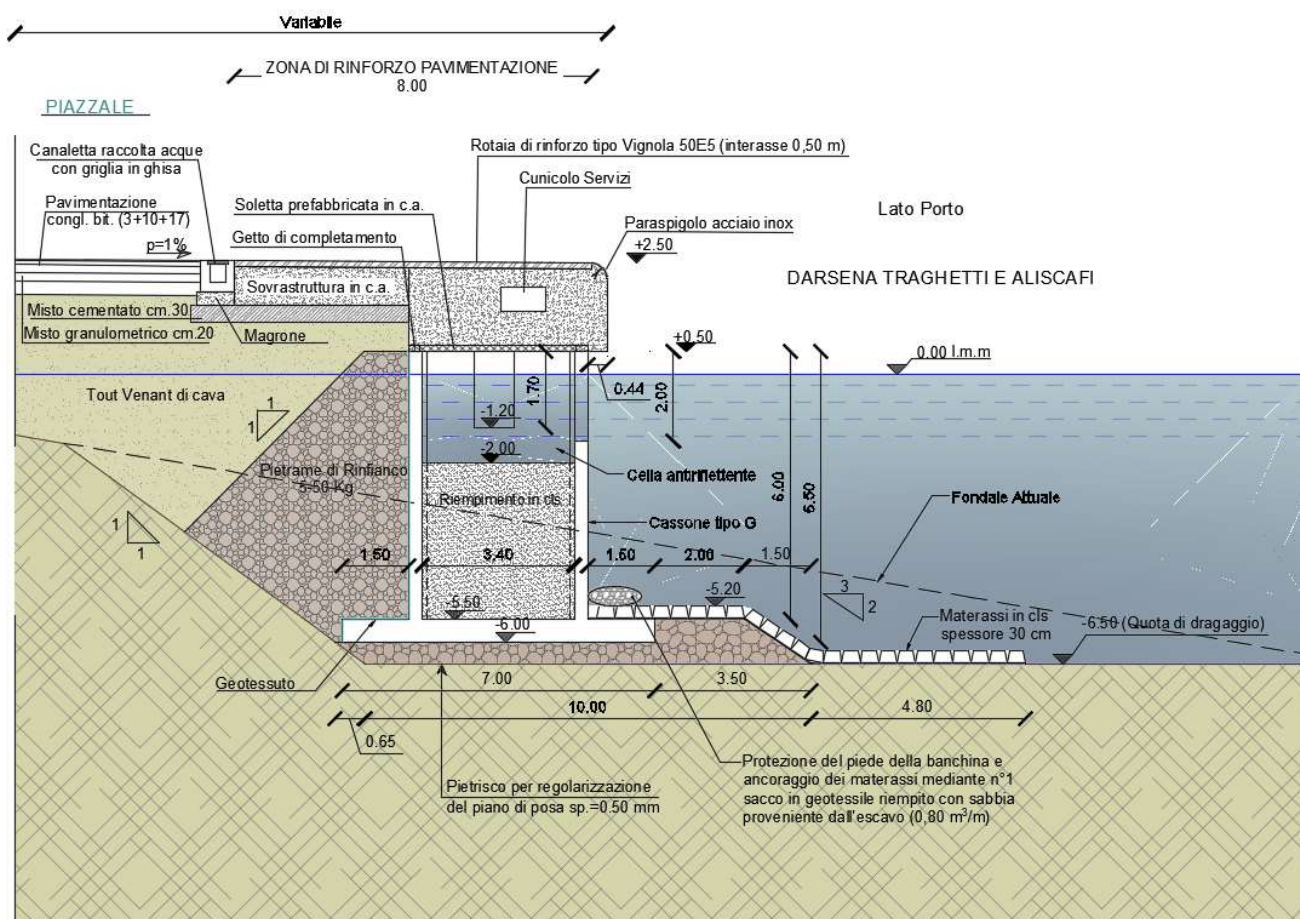 Variabile
ZONA DI RINFORZO PAVIMENTAZIONE
8.00
PIAZZALE
Canaletta raccolta acque
con griglia in ghisa
Rotaia di rinforzo tipo Vignola 50E5 (interasse 0,50 m)
Cunicolo Servizi
Pavimentazione
congl. bit. (3+10+17)
Soletta prefabbricata in c.a.
Lato Porto
Paraspigolo acciaio inox
p=1%
Getto di completamento
+2.50
DARSENA TRAGHETTI E ALISCAFI
Sovrastruttura in c.a.
Misto cementato cm.30
Misto granulometrico cm.20
Magrone
+0.50
0.00 l.m.m
0.44
1.70
2.00
Tout Venant di cava
1
1
-1.20
-2.00
Pietrame di Rinfianco
5-50 Kg
Cella antiriflettente
6.00
6.50
Riempimento in cls
Fondale Attuale
Cassone tipo G
1
1
1.50
3.40
1.60
2.00
1.50
3
2
-5.20
-5.50
-6.00
Materassi in cls
spessore 30 cm
-6.50 (Quota di dragaggio)
Geotessuto
7.00
3.50
10.00
4.80
0.65
Pietrisco per regolarizzazione
del piano di posa sp.=0.50 mm
Protezione del piede della banchina e
ancoraggio dei materassi mediante n°1
sacco in geotessile riempito con sabbia
proveniente dall'escavo (0,80 m³/m)